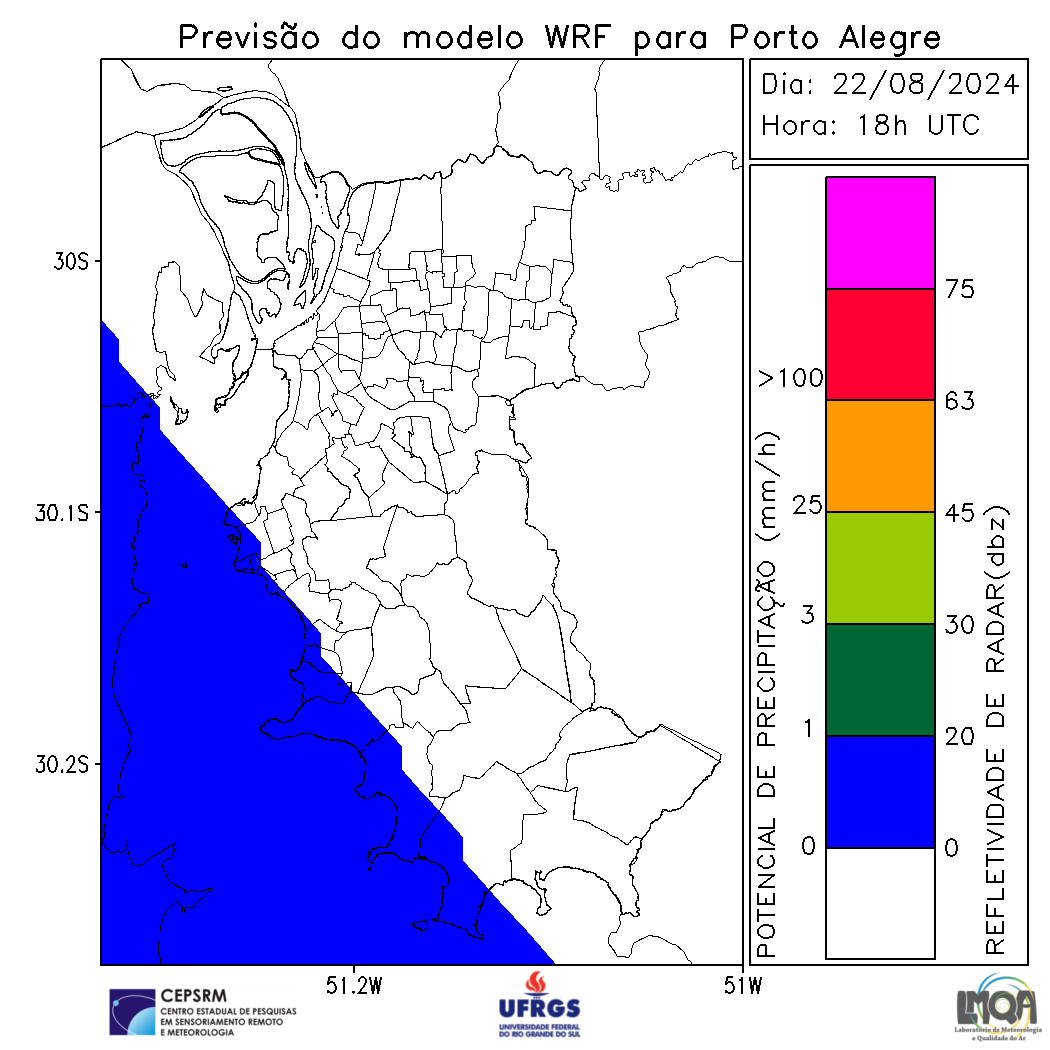 Previsão do modelo WRF para Porto Alegre
Dia: 22/08/2024
Hora: 18h UTC
30S
30.1S
30.2S
51.2W
51W
POTENCIAL DE PRECIPITAÇÃO (mm/h)
>100
25
3
1
0
75
63
45
30
20
0
REFLETIVIDADE DE RADAR(dbz)
CEPSRM
CENTRO ESTADUAL DE PESQUISAS
EM SENSORIAMENTO REMOTO
E METEOROLOGIA
UFRGS
UNIVERSIDADE FEDERAL
DO RIO GRANDE DO SUL
LMQA
Laboratório de Meteorologia
e Qualidade do Ar